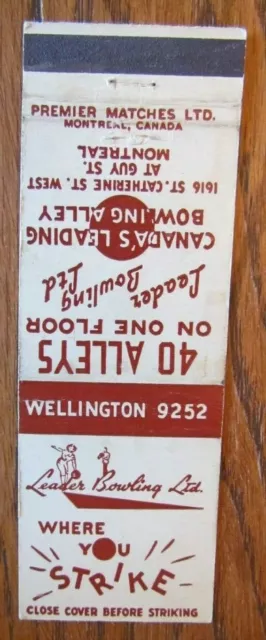 PREMIER MATCHES LTD.
MONTREAL, CANADA
CANADA'S LEADING
BOWLING ALLEY
1616 ST. CATHERINE ST. WEST
AT GUY ST.
MONTREAL
40 ALLEYS
ON ONE FLOOR
Leader
Bowling
Ltd
WELLINGTON 9252
Leader Bowling Ltd.
WHERE
YOU
STRIKE
CLOSE COVER BEFORE STRIKING